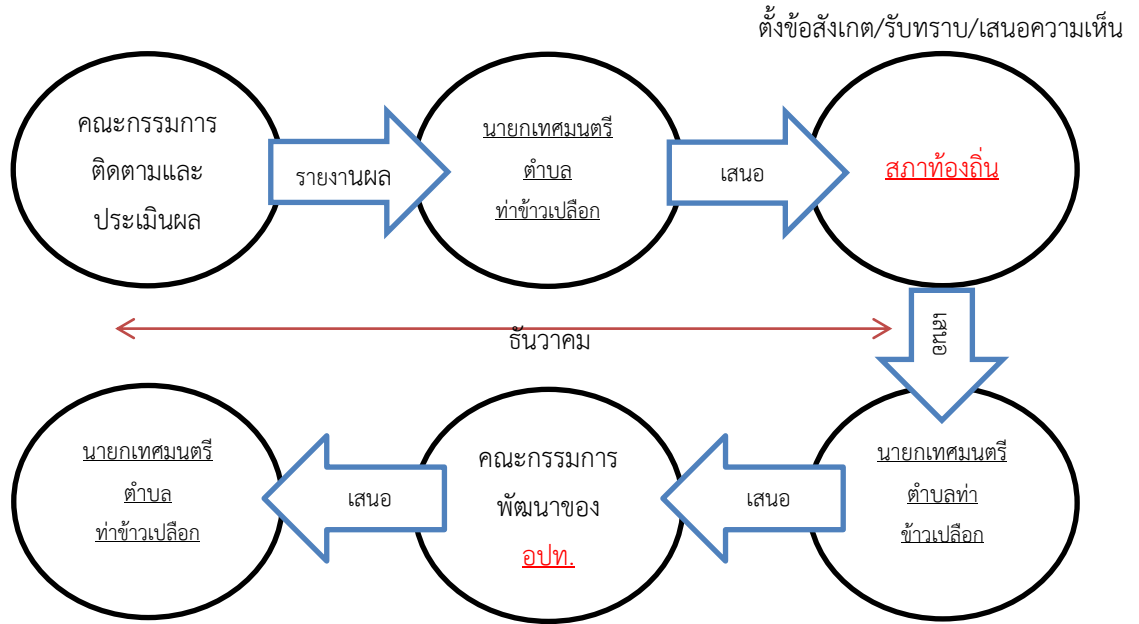 ตั้งข้อสังเกต/รับทราบ/เสนอความเห็น
คณะกรรมการ
ติดตามและ
ประเมินผล
รายงานผล
นายกเทศมนตรี
ตำบล
ท่าข้าวเปลือก
เสนอ
สภาท้องถิ่น
ธันวาคม
เสนอ
นายกเทศมนตรี
ตำบลท่า
ข้าวเปลือก
เสนอ
คณะกรรมการ
พัฒนาของ
อปท.
เสนอ
นายกเทศมนตรี
ตำบล
ท่าข้าวเปลือก